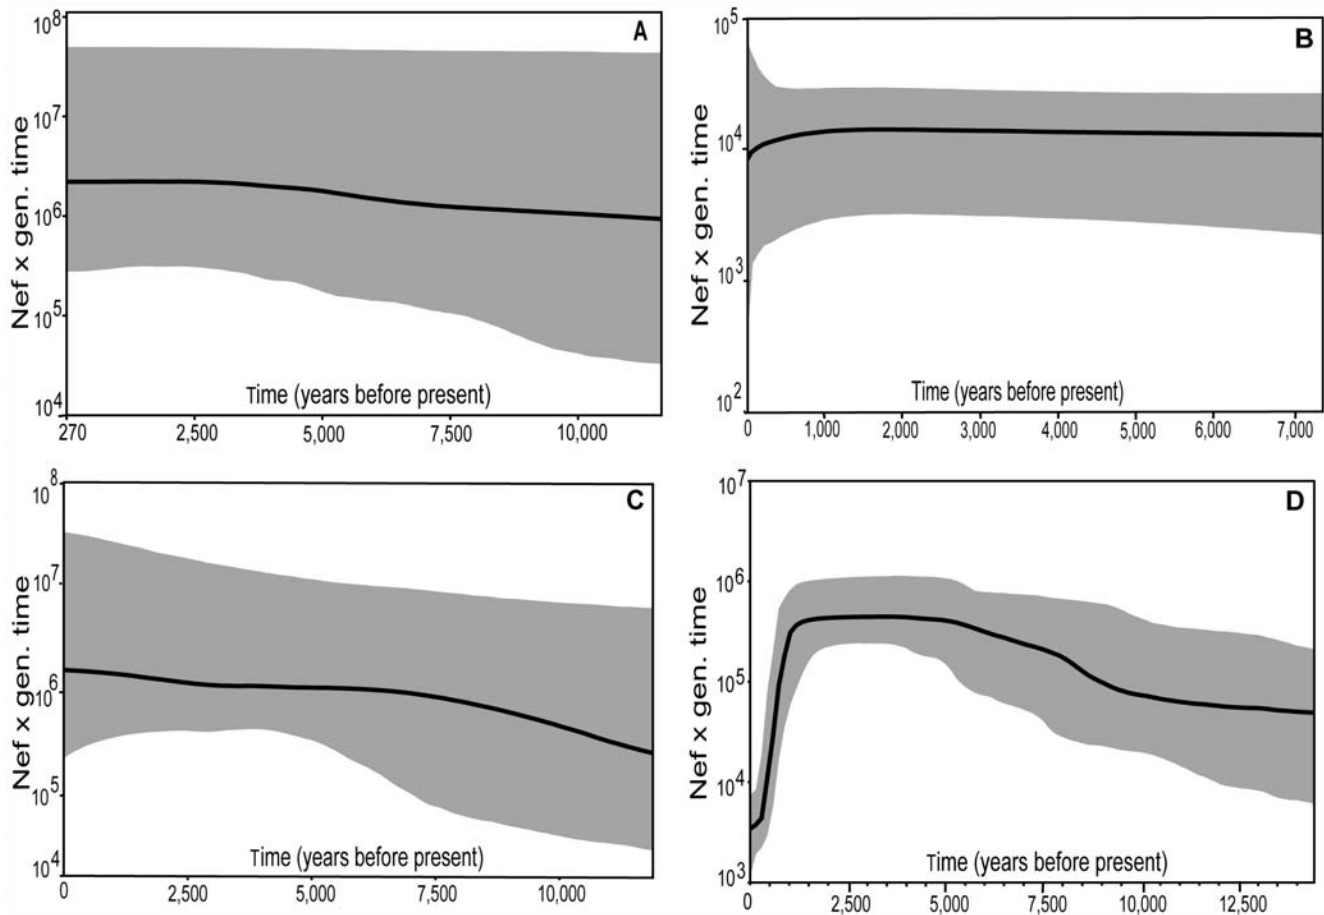 A
Nef x gen. time
10^8
10^7
10^6
10^5
10^4
Time (years before present)
270 2,500 5,000 7,500 10,000
B
Nef x gen. time
10^5
10^4
10^3
10^2
Time (years before present)
0 1,000 2,000 3,000 4,000 5,000 6,000 7,000
C
Nef x gen. time
10^8
10^7
10^6
10^5
10^4
Time (years before present)
0 2,500 5,000 7,500 10,000
D
Nef x gen. time
10^7
10^6
10^5
10^4
10^3
Time (years before present)
0 2,500 5,000 7,500 10,000 12,500